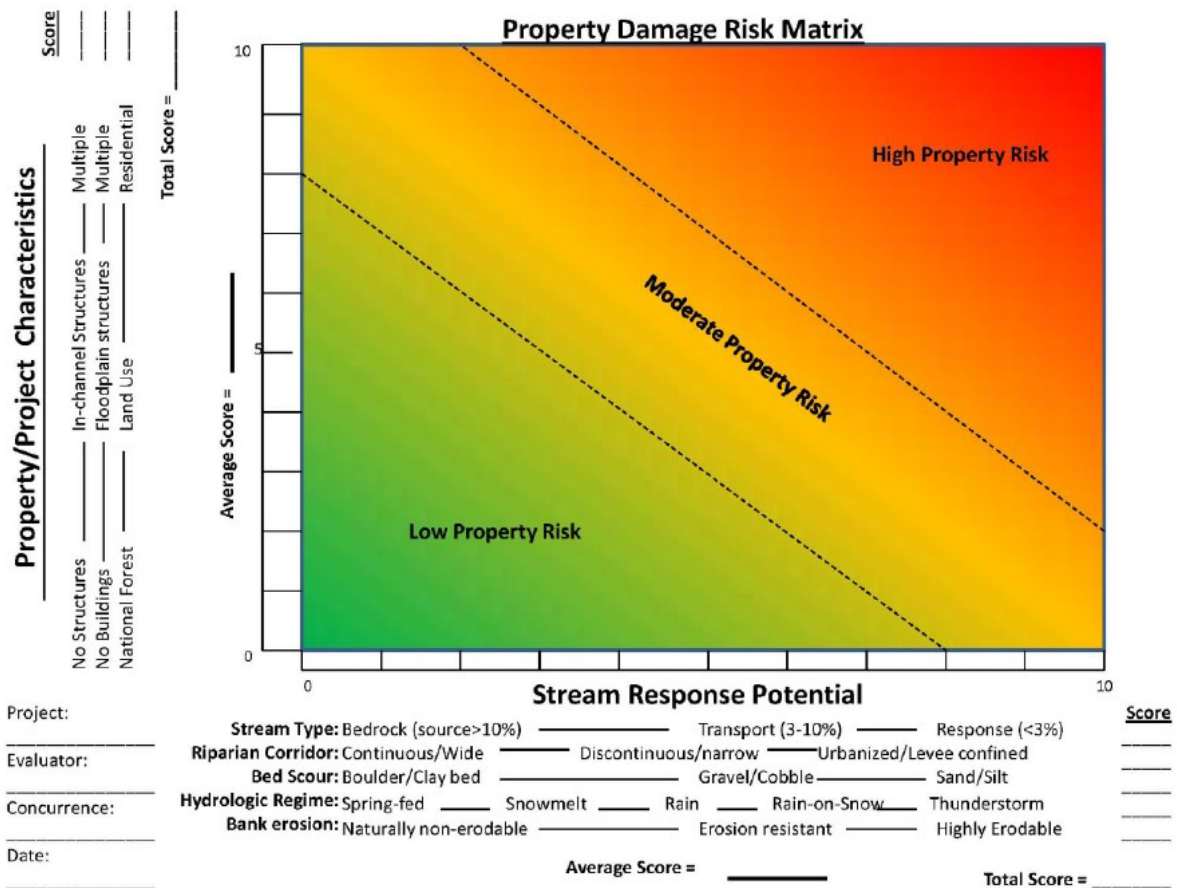 Property Damage Risk Matrix
Score
Property/Project Characteristics
No Structures In-channel Structures Multiple
No Buildings Floodplain structures Multiple
National Forest Land Use Residential
Total Score =
Average Score =
10
5
0
High Property Risk
Moderate Property Risk
Low Property Risk
0 10
Stream Response Potential
Score
Stream Type: Bedrock (source>10%) Transport (3-10%) Response (<3%)
Riparian Corridor: Continuous/Wide Discontinuous/narrow Urbanized/Levee confined
Bed Scour: Boulder/Clay bed Gravel/Cobble Sand/Silt
Hydrologic Regime: Spring-fed Snowmelt Rain Rain-on-Snow Thunderstorm
Bank erosion: Naturally non-erodable Erosion resistant Highly Erodable
Average Score =
Total Score =
Project:
Evaluator:
Concurrence:
Date: